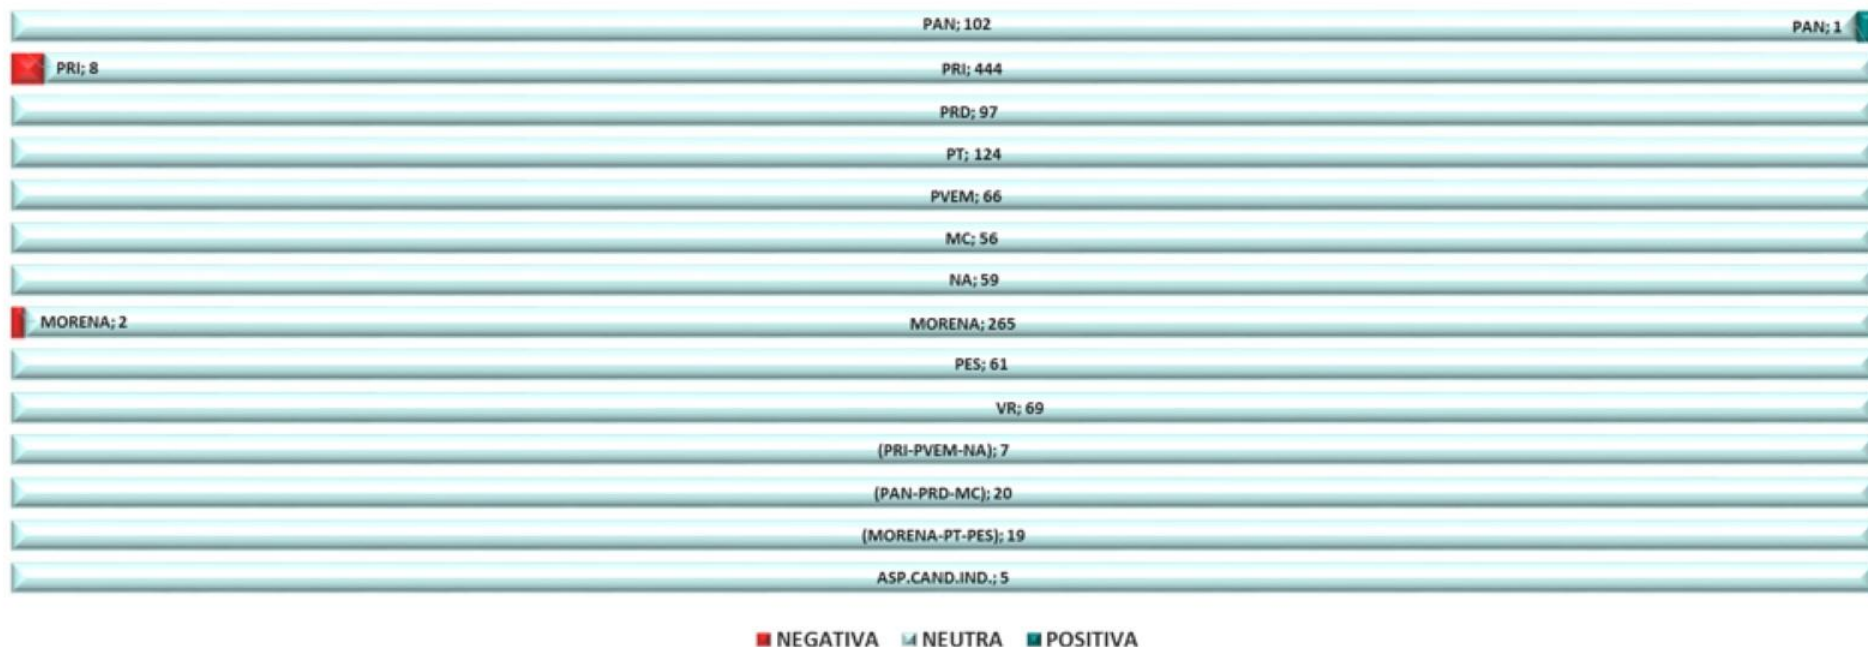 PAN; 102 PAN; 1
PRI; 8 PRI; 444
PRD; 97
PT; 124
PVEM; 66
MC; 56
NA; 59
MORENA; 2 MORENA; 265
PES; 61
VR; 69
(PRI-PVEM-NA); 7
(PAN-PRD-MC); 20
(MORENA-PT-PES); 19
ASP.CAND.IND.; 5
NEGATIVA NEUTRA POSITIVA